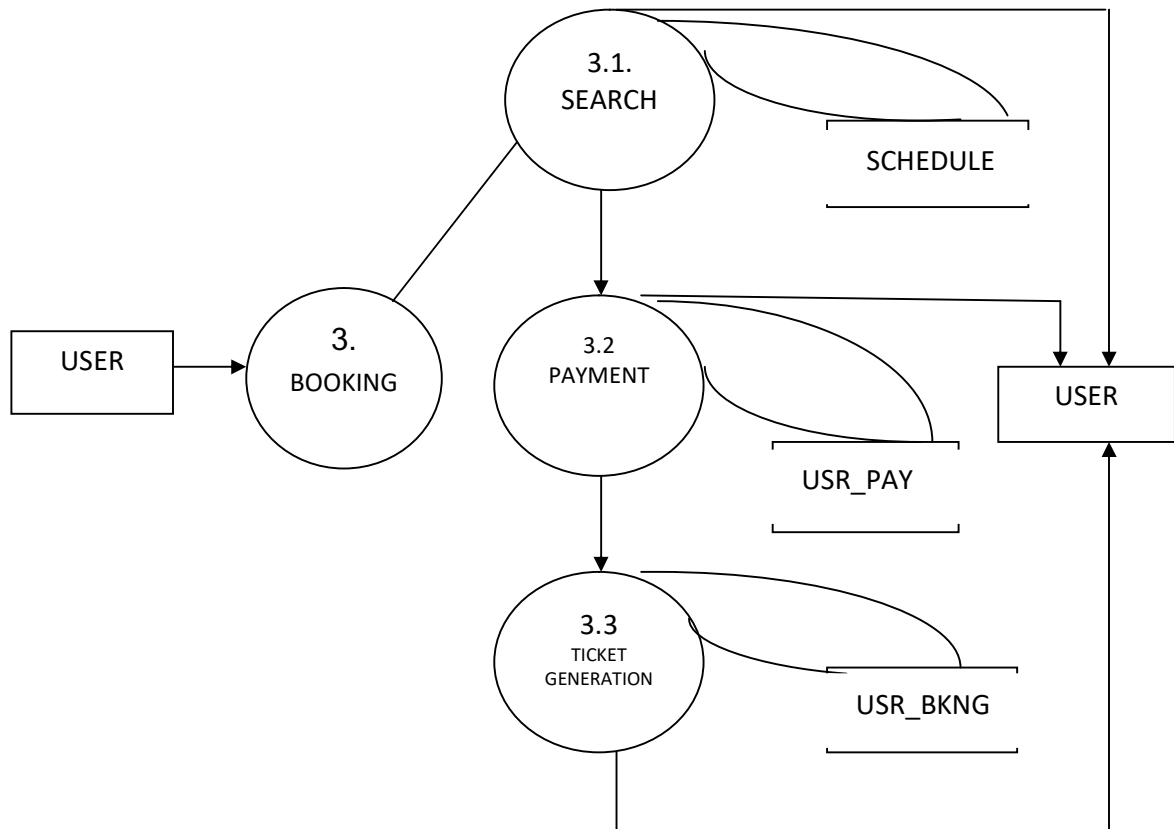 3.1.
SEARCH
SCHEDULE
USER
3.
BOOKING
3.2
PAYMENT
USER
USR_PAY
3.3
TICKET
GENERATION
USR_BKNG